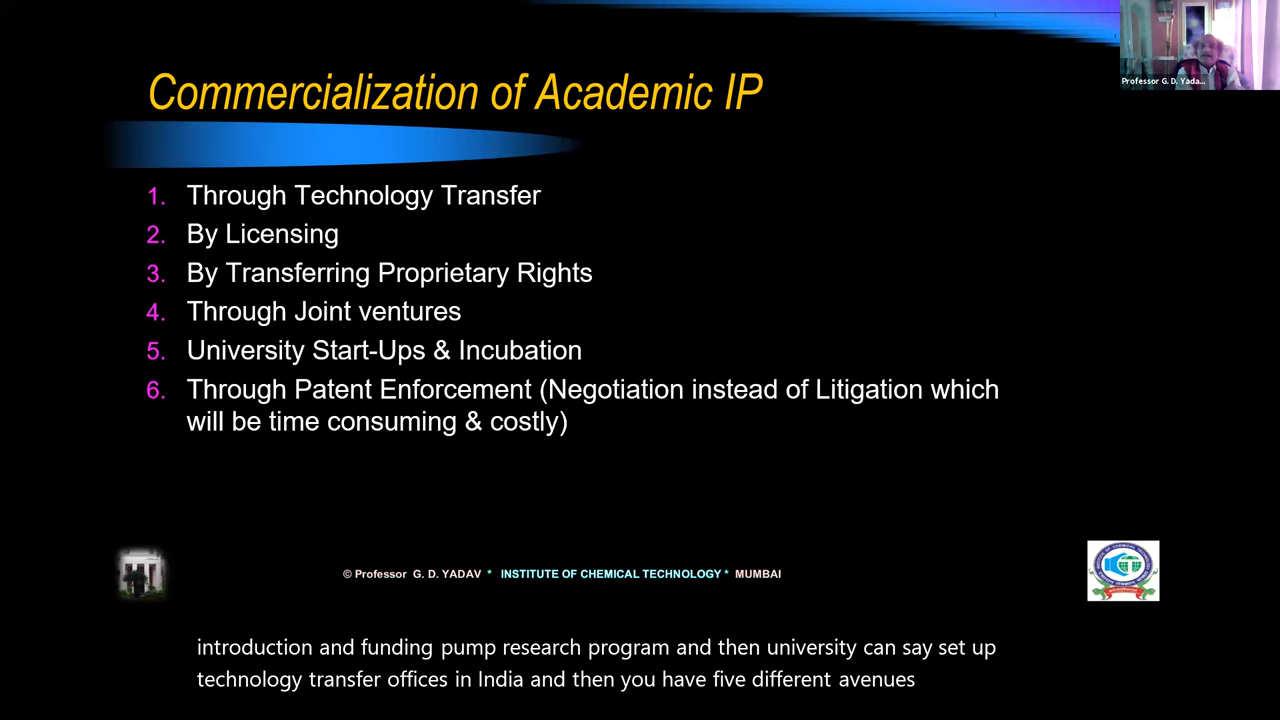 Professor G. D. Yada...
Commercialization of Academic IP
1. Through Technology Transfer
2. By Licensing
3. By Transferring Proprietary Rights
4. Through Joint ventures
5. University Start-Ups & Incubation
6. Through Patent Enforcement (Negotiation instead of Litigation which
will be time consuming & costly)
© Professor G. D. YADAV * INSTITUTE OF CHEMICAL TECHNOLOGY * MUMBAI
introduction and funding pump research program and then university can say set up
technology transfer offices in India and then you have five different avenues